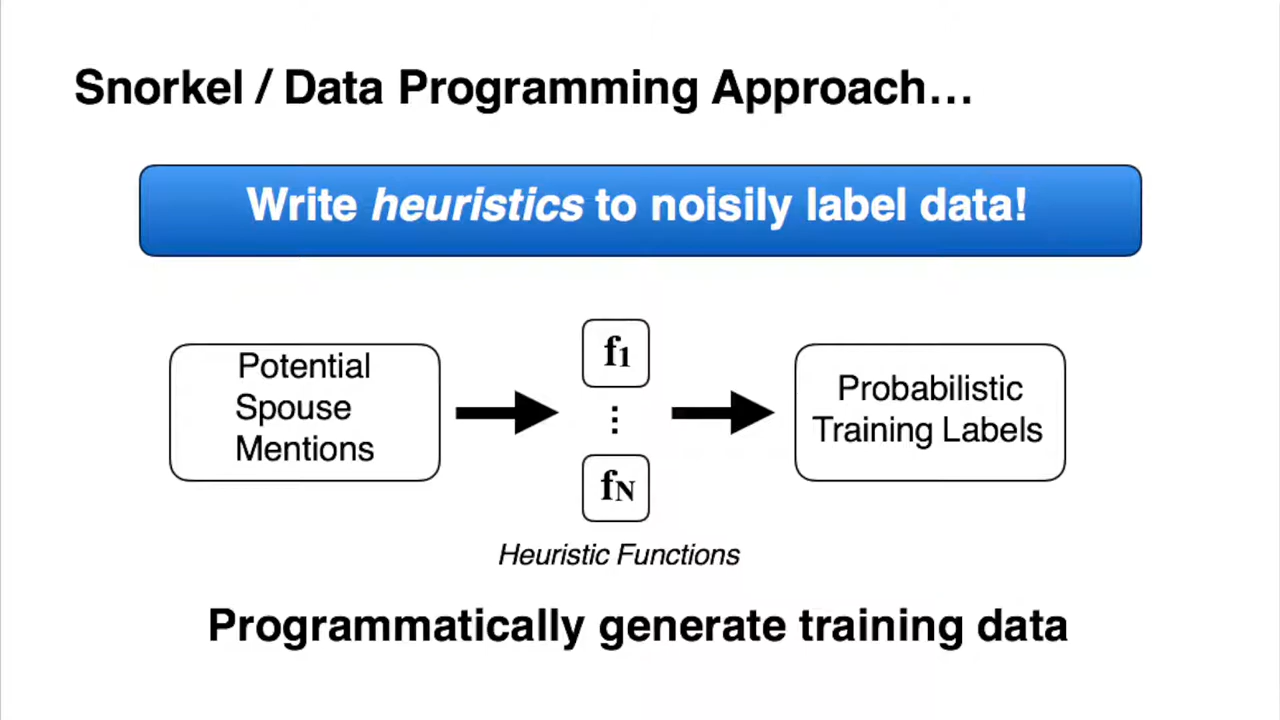 Snorkel / Data Programming Approach…
Write heuristics to noisily label data!
Potential
Spouse
Mentions
f1
⋮
fN
Probabilistic
Training Labels
Heuristic Functions
Programmatically generate training data